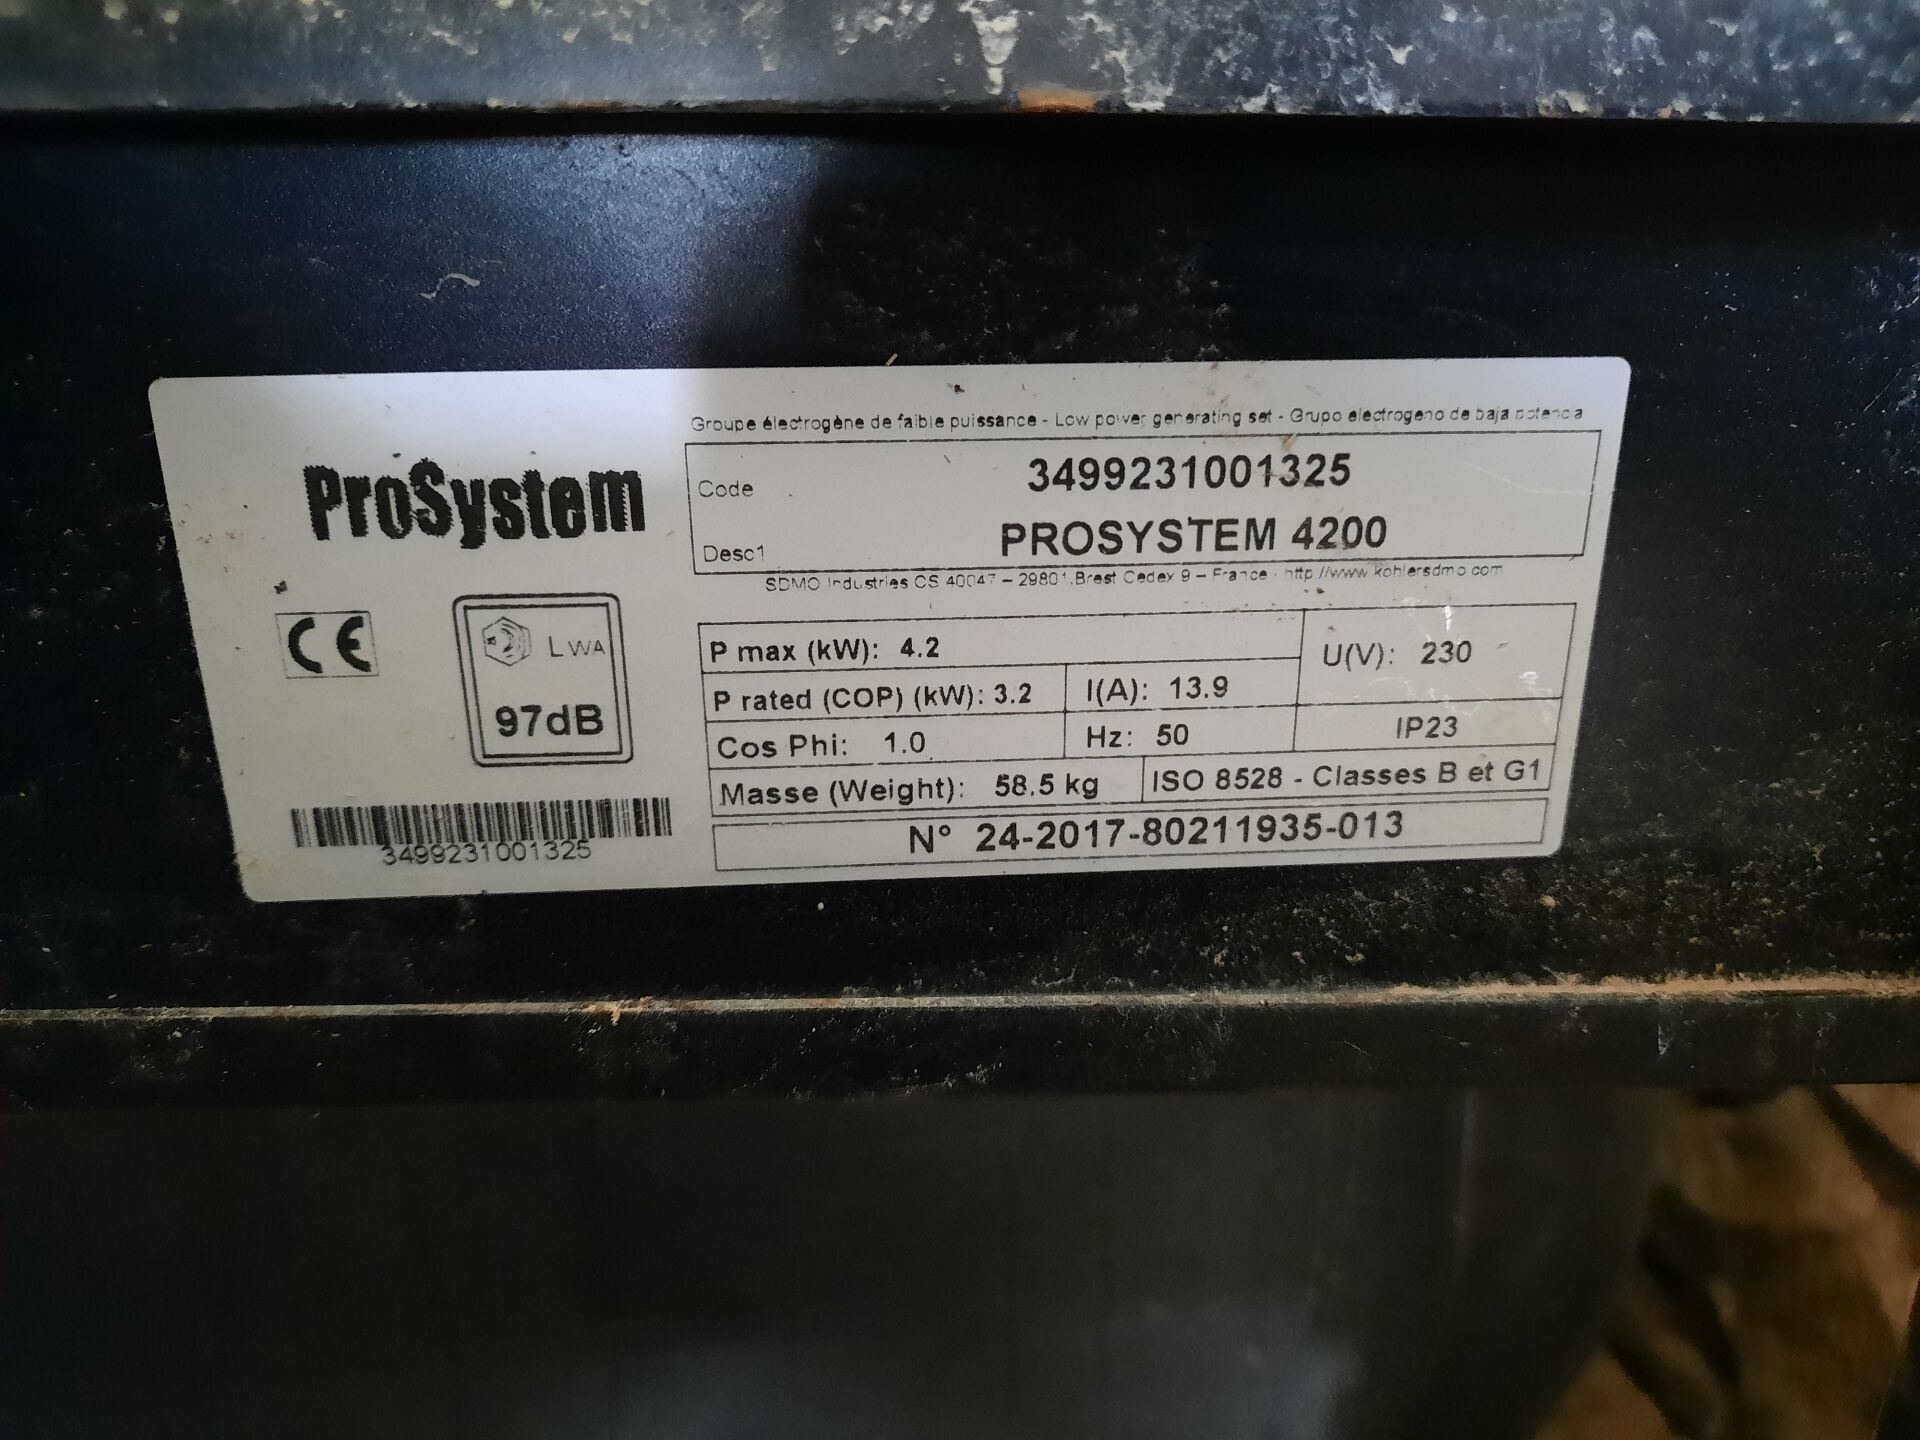 Groupe électrogène de faible puissance - Low power generating set - Grupo electrogeno de baja potencia
ProSystem
Code 3499231001325
Desc1 PROSYSTEM 4200
SDMO Industries CS 40047 – 29801 Brest Cedex 9 – France - http://www.kohlersdmo.com
CE
LWA
97dB
P max (kW): 4.2
U(V): 230
P rated (COP) (kW): 3.2 I(A): 13.9
Cos Phi: 1.0 Hz: 50 IP23
Masse (Weight): 58.5 kg ISO 8528 - Classes B et G1
N° 24-2017-80211935-013
3499231001325